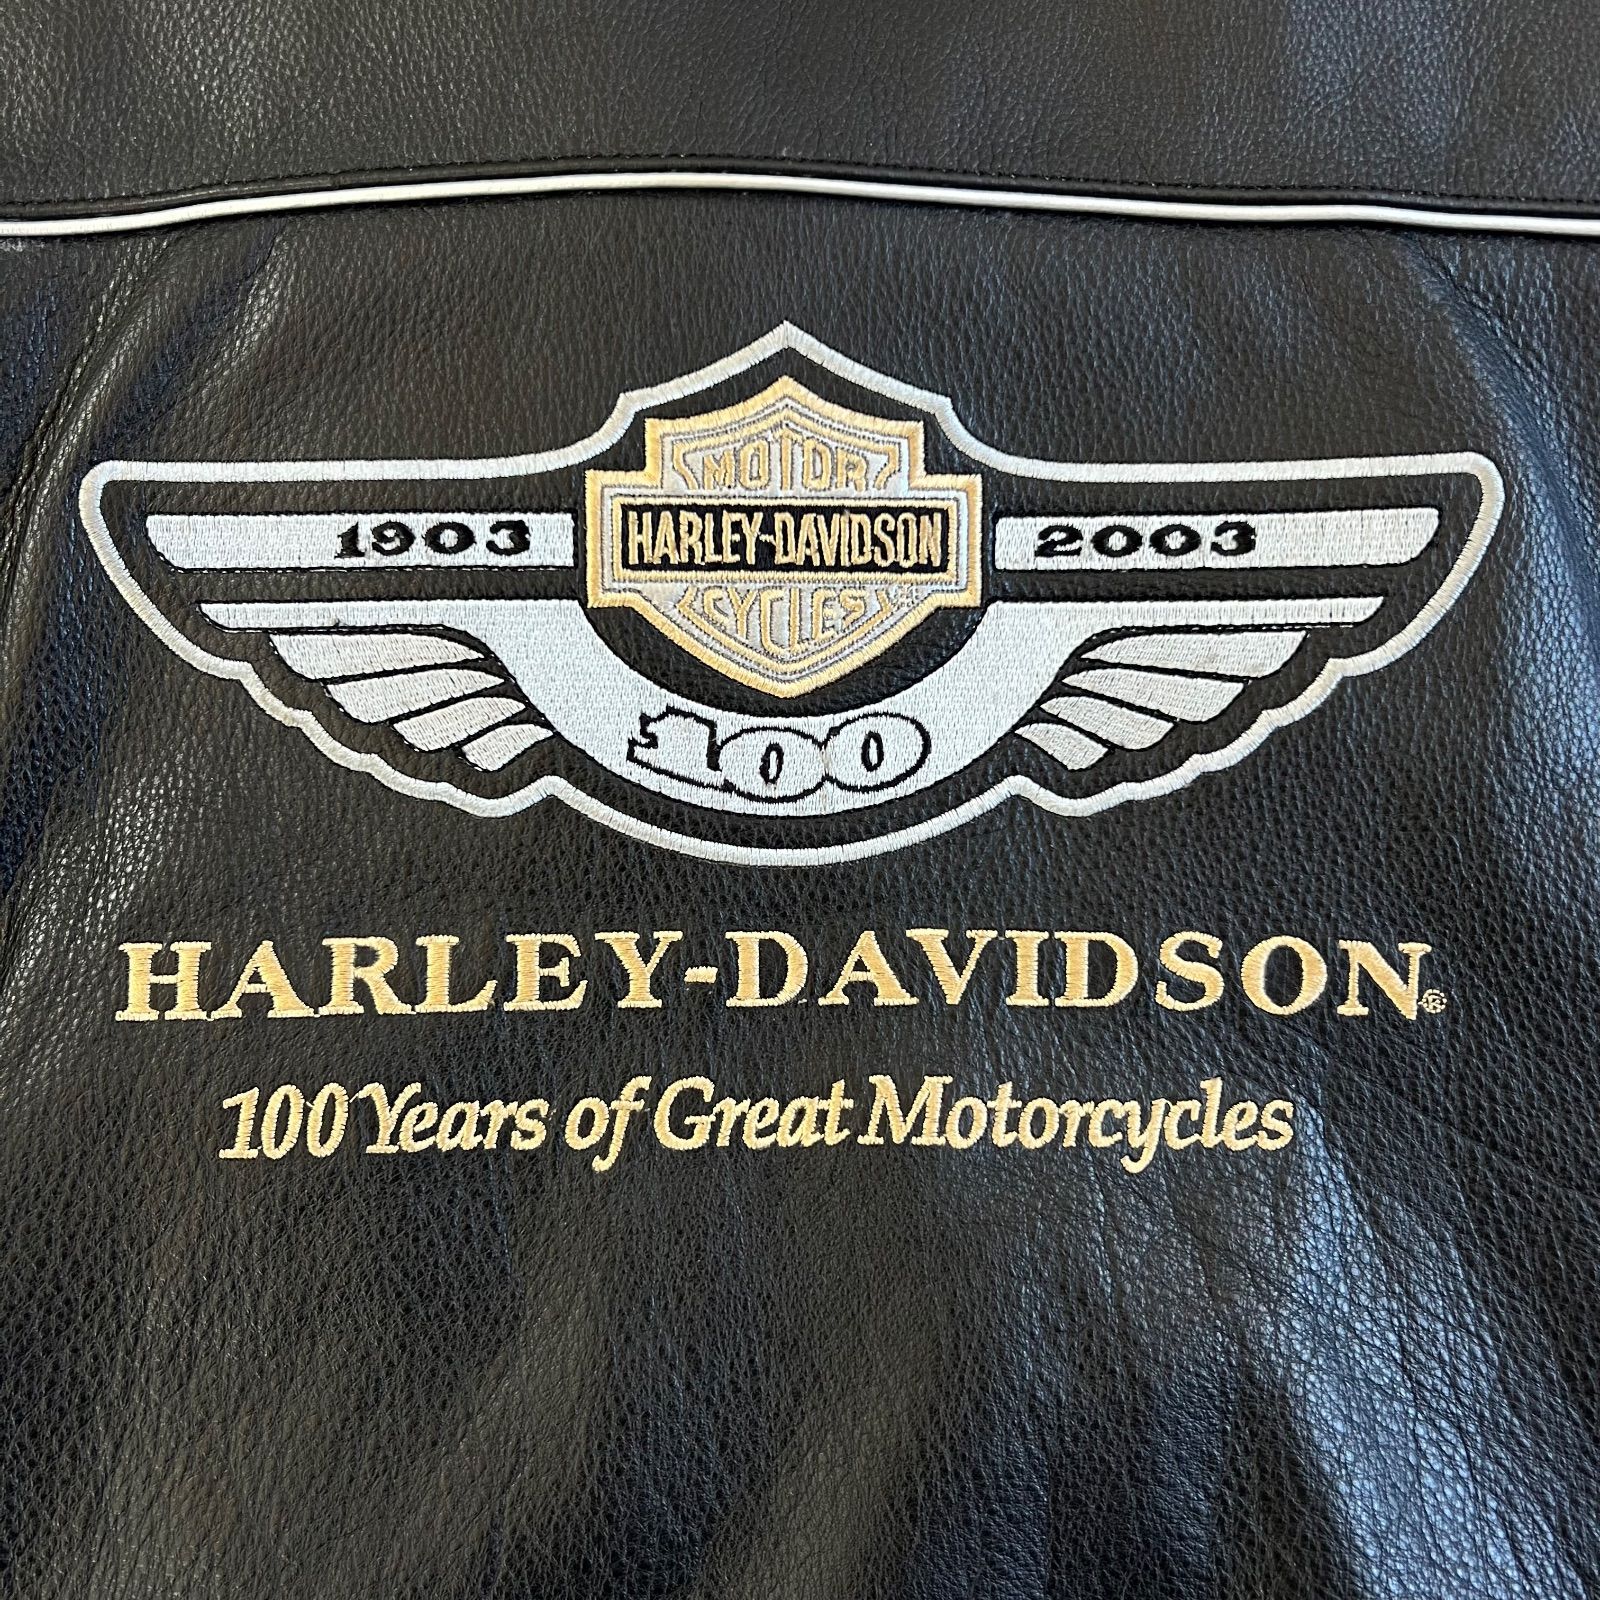 MOTOR
1903 HARLEY-DAVIDSON 2003
CYCLES
100
HARLEY-DAVIDSON®
100 Years of Great Motorcycles